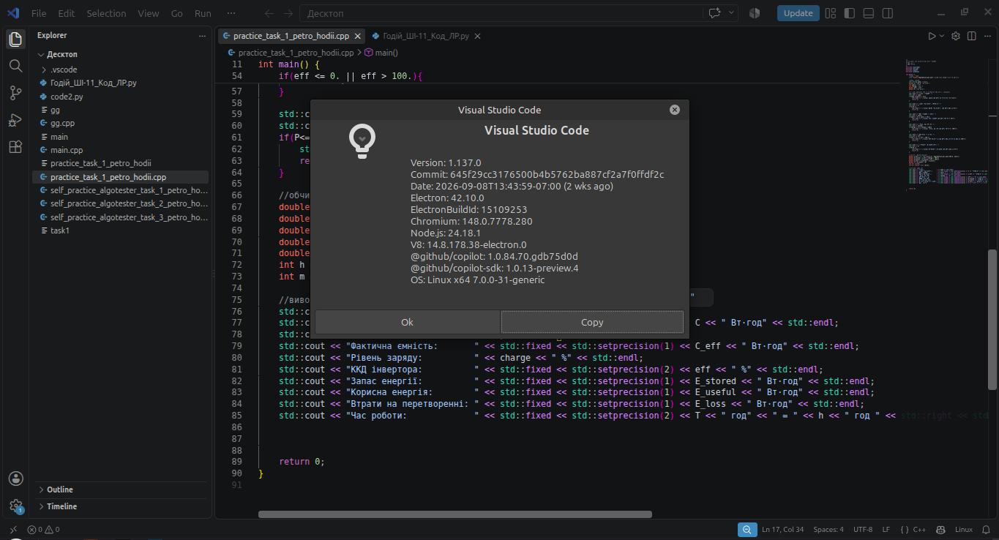 File Edit Selection View Go Run ··· Десктоп Update
Explorer ···
Десктоп
.vscode
Годій_ШІ-11_Код_ЛР.py
code2.py
gg
gg.cpp
main
main.cpp
practice_task_1_petro_hodii
practice_task_1_petro_hodii.cpp
self_practice_algotester_task_1_petro_ho...
self_practice_algotester_task_2_petro_ho...
self_practice_algotester_task_3_petro_ho...
task1
Outline
Timeline
practice_task_1_petro_hodii.cpp Годій_ШІ-11_Код_ЛР.py
practice_task_1_petro_hodii.cpp > main()
11 int main() {
54 if(eff <= 0. || eff > 100.){
57 }
58
59 std::c
60 std::c
61 if(P<=
62 st
63 re
64 }
65
66 //обчи
67 double
68 double
69 double
70 double
71 double
72 int h
73 int m
74
75 //виво "
76 std::c
77 std::c C << " Вт·год" << std::endl;
78 std::c
79 std::cout << "Фактична ємність: " << std::fixed << std::setprecision(1) << C_eff << " Вт·год" << std::endl;
80 std::cout << "Рівень заряду: " << charge << " %" << std::endl;
81 std::cout << "ККД інвертора: " << std::fixed << std::setprecision(2) << eff << " %" << std::endl;
82 std::cout << "Запас енергії: " << std::fixed << std::setprecision(1) << E_stored << " Вт·год" << std::endl;
83 std::cout << "Корисна енергія: " << std::fixed << std::setprecision(1) << E_useful << " Вт·год" << std::endl;
84 std::cout << "Втрати на перетворенні: " << std::fixed << std::setprecision(1) << E_loss << " Вт·год" << std::endl;
85 std::cout << "Час роботи: " << std::fixed << std::setprecision(2) << T << " год" << " = " << h << " год " << std::right << std
86
87
88
89 return 0;
90 }
91
Visual Studio Code
Visual Studio Code
Version: 1.137.0
Commit: 645f29cc3176500b4b5762ba887cf2a7f0ffdf2c
Date: 2026-09-08T13:43:59-07:00 (2 wks ago)
Electron: 42.10.0
ElectronBuildId: 15109253
Chromium: 148.0.7778.280
Node.js: 24.18.1
V8: 14.8.178.38-electron.0
@github/copilot: 1.0.84.70.gdb75d0d
@github/copilot-sdk: 1.0.13-preview.4
OS: Linux x64 7.0.0-31-generic
Ok Copy
1
0 0 Ln 17, Col 34 Spaces: 4 UTF-8 LF { } C++ Linux